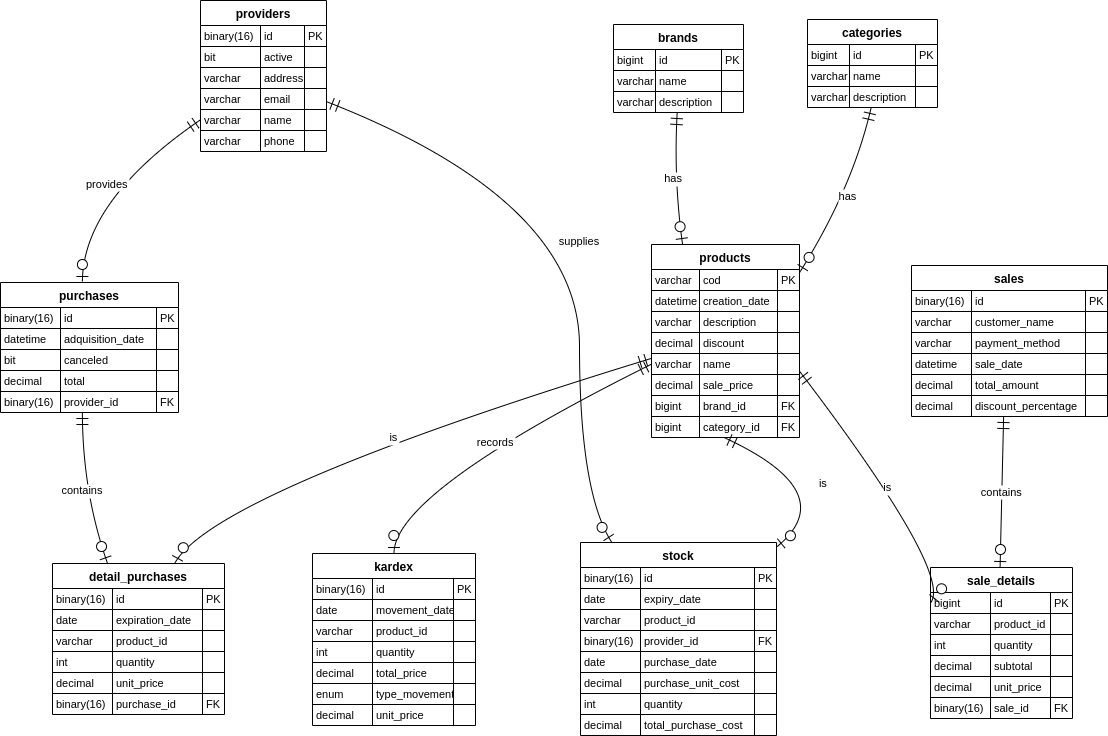 providers
binary(16) id PK
bit active
varchar address
varchar email
varchar name
varchar phone
brands
bigint id PK
varchar name
varchar description
categories
bigint id PK
varchar name
varchar description
provides
has
has
supplies
products
varchar cod PK
datetime creation_date
varchar description
decimal discount
varchar name
decimal sale_price
bigint brand_id FK
bigint category_id FK
sales
binary(16) id PK
varchar customer_name
varchar payment_method
datetime sale_date
decimal total_amount
decimal discount_percentage
purchases
binary(16) id PK
datetime adquisition_date
bit canceled
decimal total
binary(16) provider_id FK
is
records
is
is
contains
contains
detail_purchases
binary(16) id PK
date expiration_date
varchar product_id
int quantity
decimal unit_price
binary(16) purchase_id FK
kardex
binary(16) id PK
date movement_date
varchar product_id
int quantity
decimal total_price
enum type_movement
decimal unit_price
stock
binary(16) id PK
date expiry_date
varchar product_id
binary(16) provider_id FK
date purchase_date
decimal purchase_unit_cost
int quantity
decimal total_purchase_cost
sale_details
bigint id PK
varchar product_id
int quantity
decimal subtotal
decimal unit_price
binary(16) sale_id FK